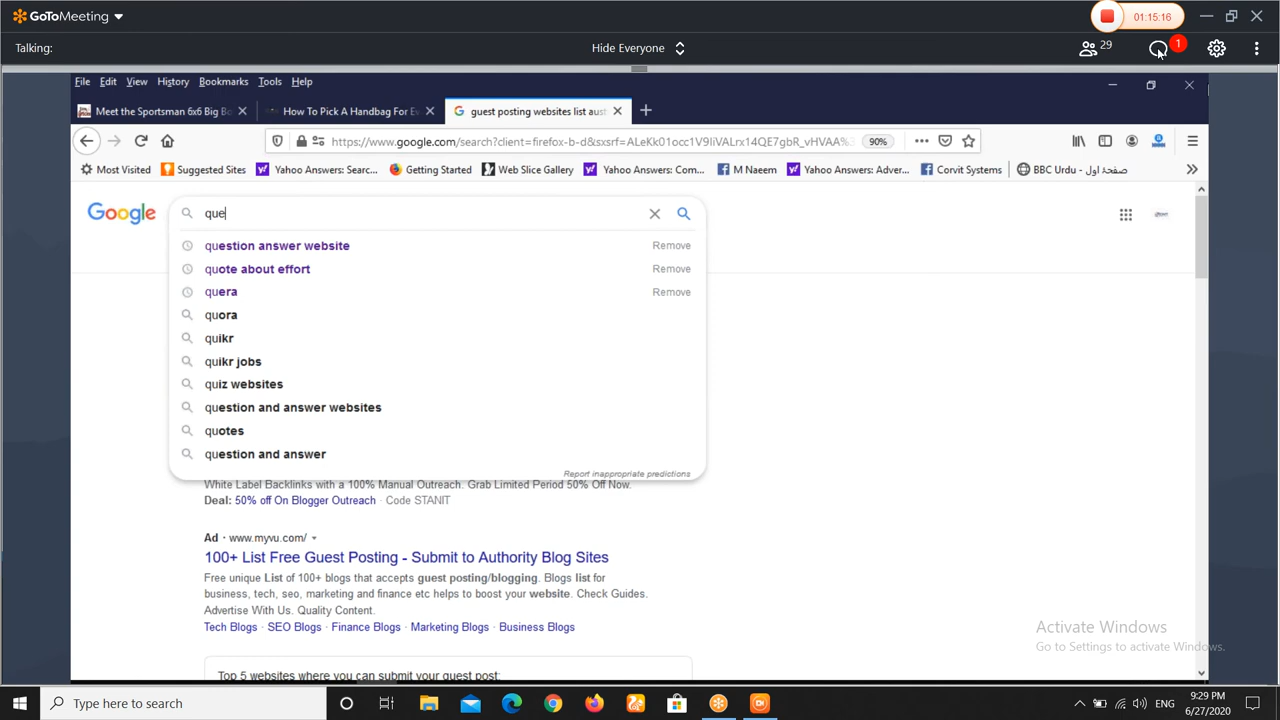 GoToMeeting
01:15:16
Talking:
Hide Everyone
29
1
File Edit View History Bookmarks Tools Help
Meet the Sportsman 6x6 Big Bo
How To Pick A Handbag For Ev
guest posting websites list aust
https://www.google.com/search?client=firefox-b-d&sxsrf=ALeKk01occ1V9IiVALrx14QE7gbR_vHVAA%3
90%
Most Visited
Suggested Sites
Yahoo Answers: Searc...
Getting Started
Web Slice Gallery
Yahoo Answers: Com...
M Naeem
Yahoo Answers: Adver...
Corvit Systems
BBC Urdu - صفحۂ اول
Google
que
question answer website Remove
quote about effort Remove
quera Remove
quora
quikr
quikr jobs
quiz websites
question and answer websites
quotes
question and answer
Report inappropriate predictions
White Label Backlinks with a 100% Manual Outreach. Grab Limited Period 50% Off Now.
Deal: 50% off On Blogger Outreach · Code STANIT
Ad · www.myvu.com/
100+ List Free Guest Posting - Submit to Authority Blog Sites
Free unique List of 100+ blogs that accepts guest posting/blogging. Blogs list for
business, tech, seo, marketing and finance etc helps to boost your website. Check Guides.
Advertise With Us. Quality Content.
Tech Blogs · SEO Blogs · Finance Blogs · Marketing Blogs · Business Blogs
Top 5 websites where you can submit your guest post:
Activate Windows
Go to Settings to activate Windows.
Type here to search
ENG
9:29 PM
6/27/2020